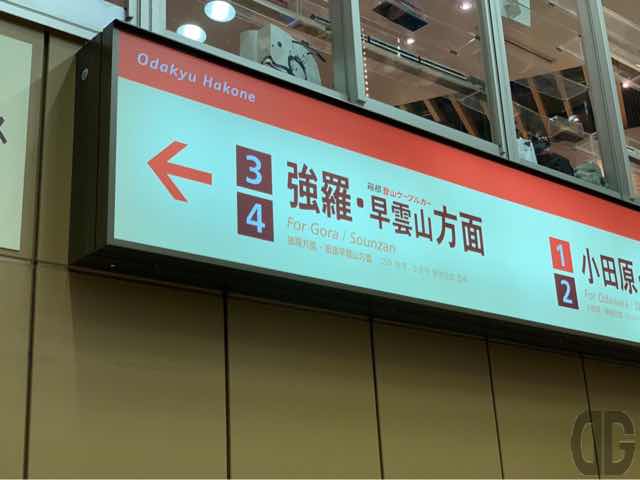 Odakyu Hakone
3
4
箱根登山ケーブルカー
強羅・早雲山方面
For Gora / Sounzan
1
2
小田原・
For Odawara /
DG